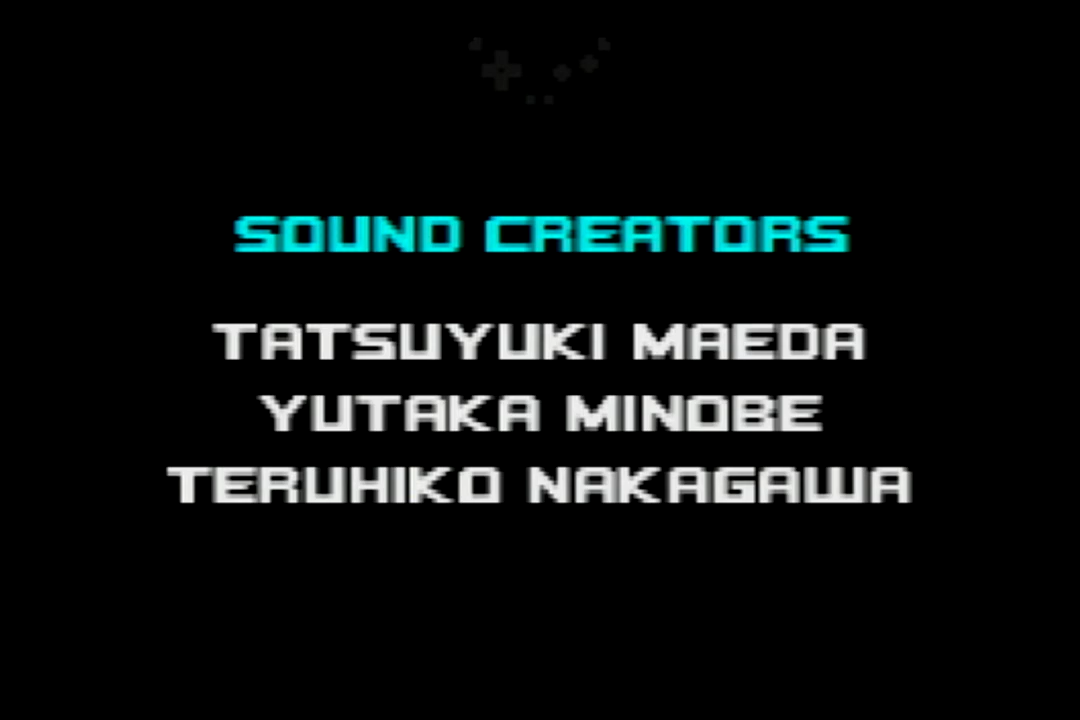 SOUND CREATORS
TATSUYUKI MAEDA
YUTAKA MINOBE
TERUHIKO NAKAGAWA